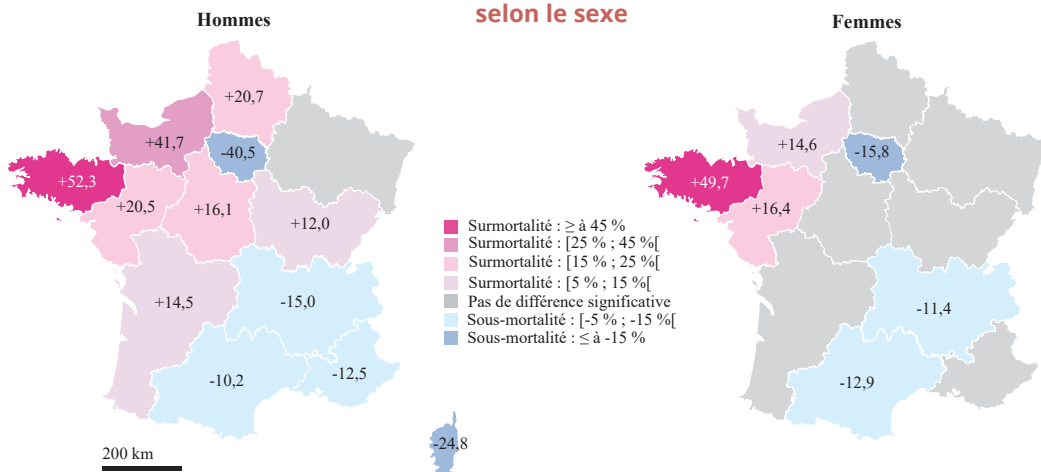 selon le sexe
Hommes
+20,7
+41,7
-40,5
+52,3
+20,5
+16,1
+12,0
+14,5
-15,0
-10,2
-12,5
-24,8
200 km
Surmortalité : ≥ à 45 %
Surmortalité : [25 % ; 45 %[
Surmortalité : [15 % ; 25 %[
Surmortalité : [5 % ; 15 %[
Pas de différence significative
Sous-mortalité : [-5 % ; -15 %[
Sous-mortalité : ≤ à -15 %
Femmes
+14,6
-15,8
+49,7
+16,4
-11,4
-12,9